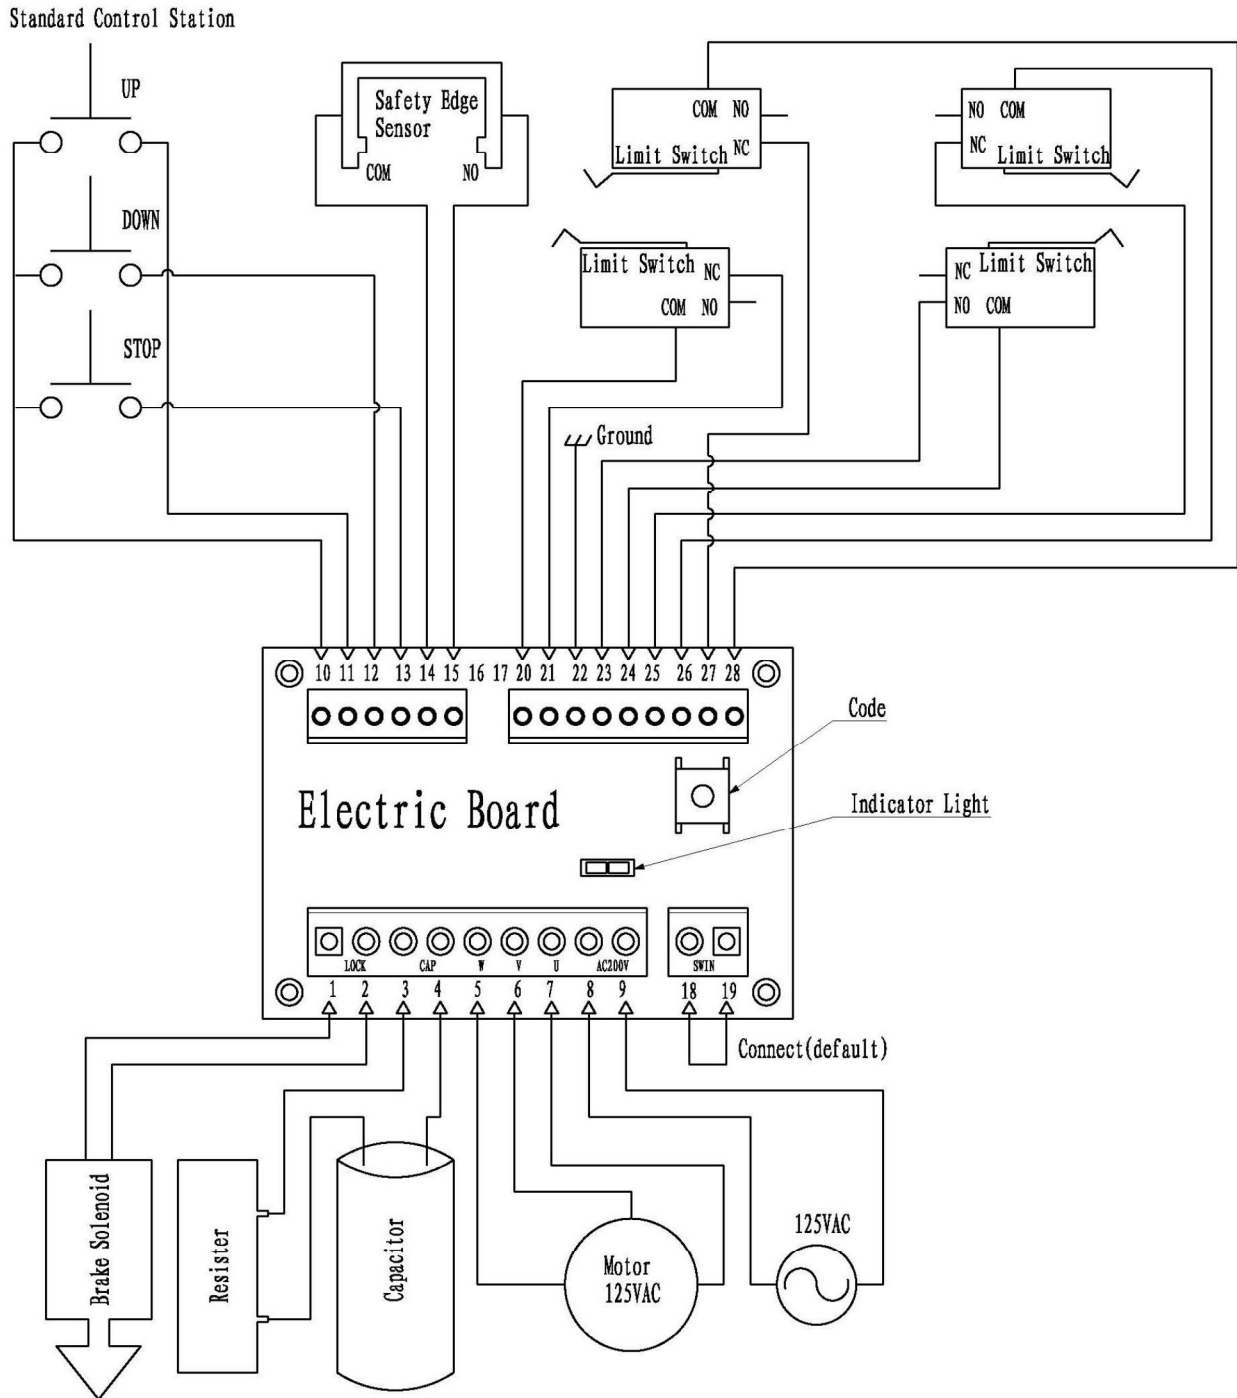 Standard Control Station
UP
DOWN
STOP
Safety Edge
Sensor
COM
NO
COM NO
NC
Limit Switch
NO COM
NC
Limit Switch
Limit Switch NC
COM NO
NC Limit Switch
NO COM
Ground
10 11 12 13 14 15 16 17 20 21 22 23 24 25 26 27 28
Code
Electric Board
Indicator Light
LOCK CAP W V U AC200V SWIN
1 2 3 4 5 6 7 8 9 18 19
Connect(default)
Brake Solenoid
Resister
Capacitor
Motor
125VAC
125VAC